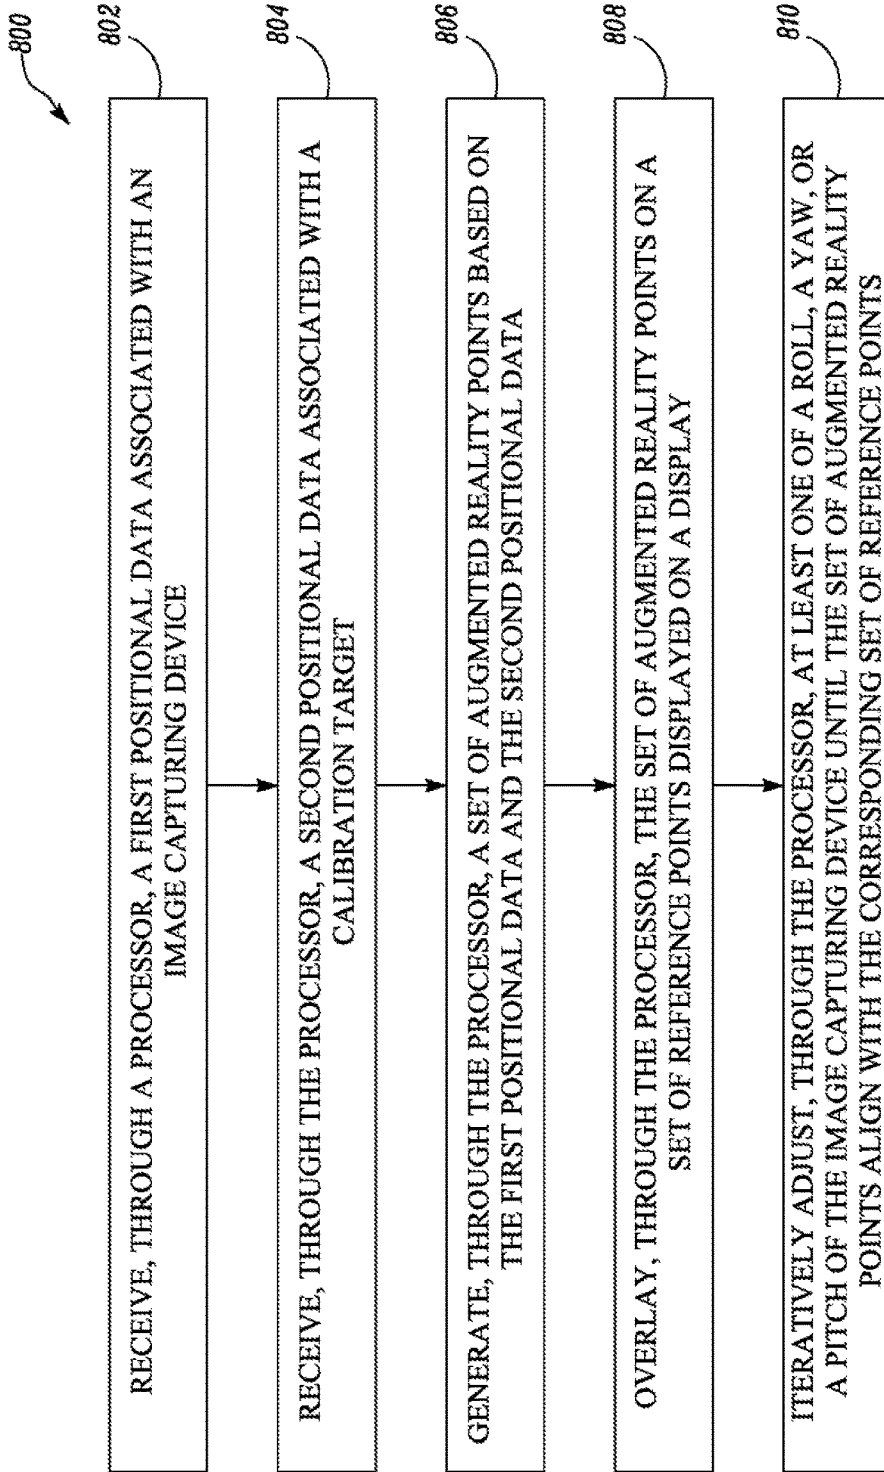 800
802
RECEIVE, THROUGH A PROCESSOR, A FIRST POSITIONAL DATA ASSOCIATED WITH AN
IMAGE CAPTURING DEVICE
804
RECEIVE, THROUGH THE PROCESSOR, A SECOND POSITIONAL DATA ASSOCIATED WITH A
CALIBRATION TARGET
806
GENERATE, THROUGH THE PROCESSOR, A SET OF AUGMENTED REALITY POINTS BASED ON
THE FIRST POSITIONAL DATA AND THE SECOND POSITIONAL DATA
808
OVERLAY, THROUGH THE PROCESSOR, THE SET OF AUGMENTED REALITY POINTS ON A
SET OF REFERENCE POINTS DISPLAYED ON A DISPLAY
810
ITERATIVELY ADJUST, THROUGH THE PROCESSOR, AT LEAST ONE OF A ROLL, A YAW, OR
A PITCH OF THE IMAGE CAPTURING DEVICE UNTIL THE SET OF AUGMENTED REALITY
POINTS ALIGN WITH THE CORRESPONDING SET OF REFERENCE POINTS